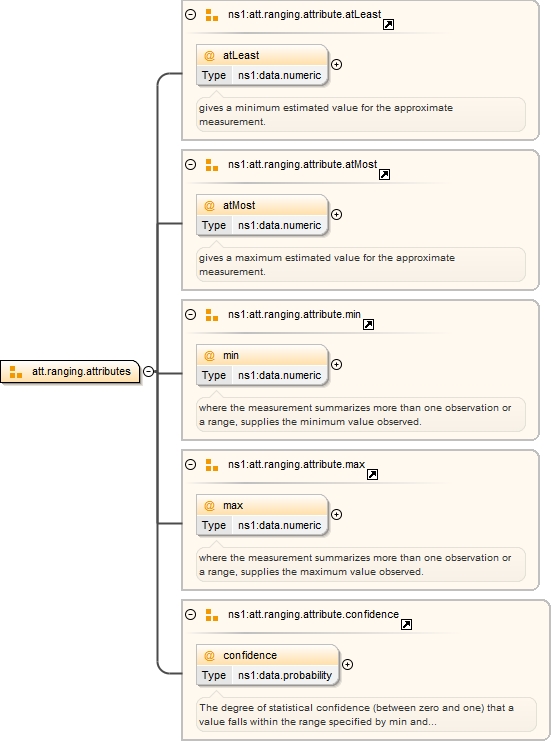 ns1:att.ranging.attribute.atLeast
@ atLeast
Type ns1:data.numeric
gives a minimum estimated value for the approximate
measurement.
ns1:att.ranging.attribute.atMost
@ atMost
Type ns1:data.numeric
gives a maximum estimated value for the approximate
measurement.
ns1:att.ranging.attribute.min
@ min
Type ns1:data.numeric
where the measurement summarizes more than one observation or
a range, supplies the minimum value observed.
att.ranging.attributes
ns1:att.ranging.attribute.max
@ max
Type ns1:data.numeric
where the measurement summarizes more than one observation or
a range, supplies the maximum value observed.
ns1:att.ranging.attribute.confidence
@ confidence
Type ns1:data.probability
The degree of statistical confidence (between zero and one) that a
value falls within the range specified by min and...